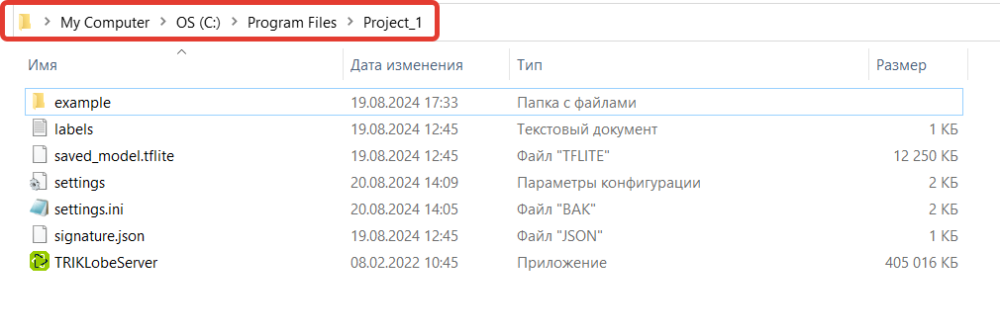 My Computer > OS (C:) > Program Files > Project_1
Имя Дата изменения Тип Размер
example 19.08.2024 17:33 Папка с файлами
labels 19.08.2024 12:45 Текстовый документ 1 КБ
saved_model.tflite 19.08.2024 12:45 Файл "TFLITE" 12 250 КБ
settings 20.08.2024 14:09 Параметры конфигурации 2 КБ
settings.ini 20.08.2024 14:05 Файл "BAK" 2 КБ
signature.json 19.08.2024 12:45 Файл "JSON" 1 КБ
TRIKLobeServer 08.02.2022 10:45 Приложение 405 016 КБ